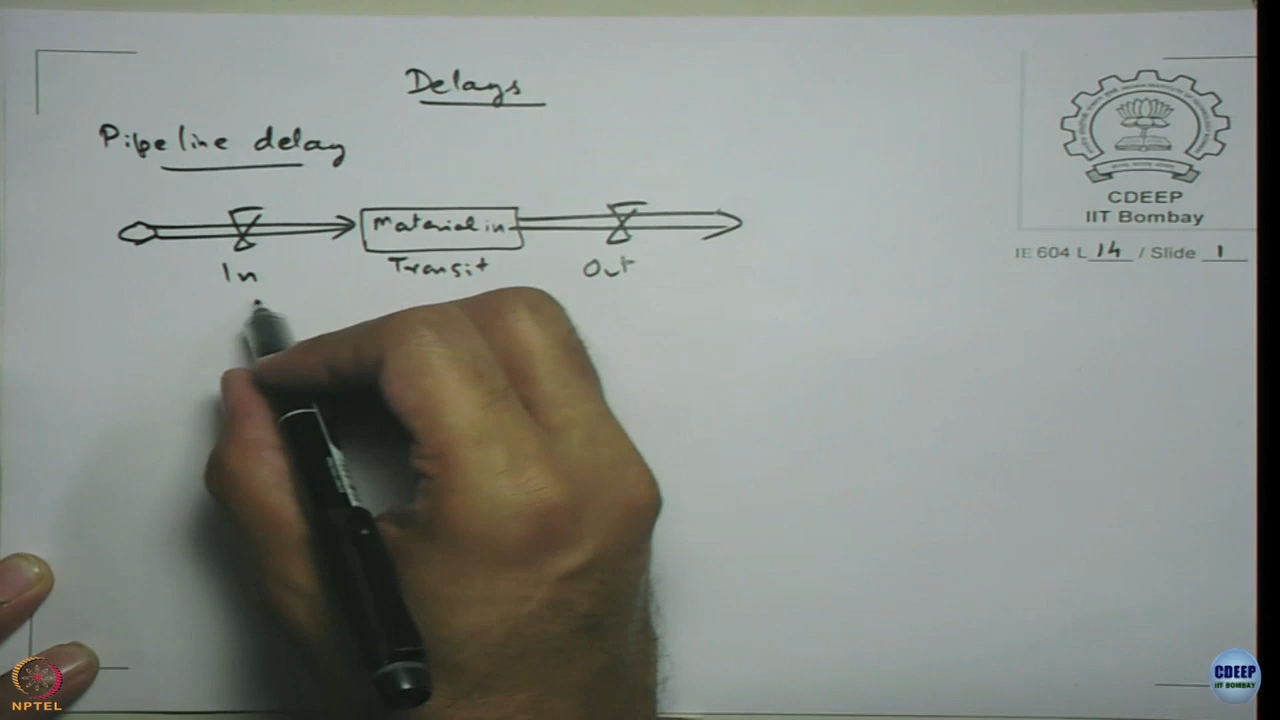 Delays
Pipeline delay
Material in
Transit
In
Out
CDEEP
IIT Bombay
IE 604 L 14 / Slide 1
NPTEL
CDEEP
IIT BOMBAY